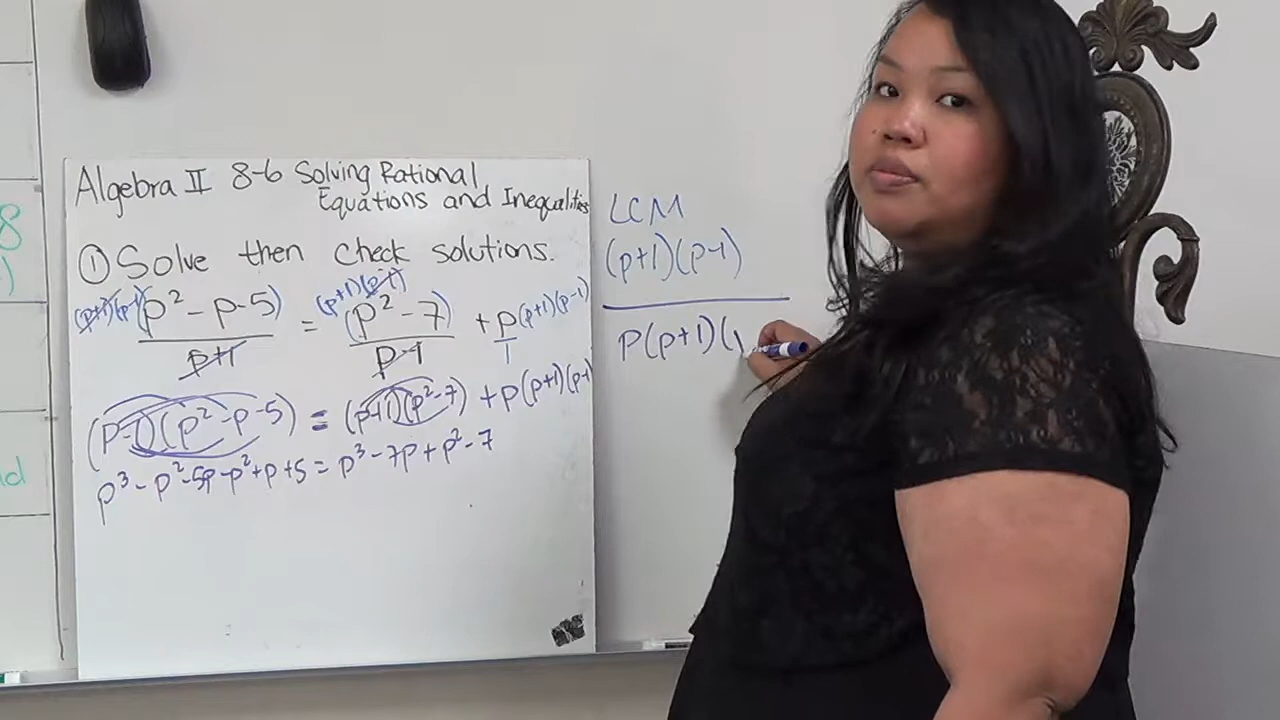 Algebra II 8-6 Solving Rational
Equations and Inequalities
① Solve then check solutions.
(p+1)(p-1)(p² - p - 5) / p+1 = (p+1)(p-1)(p² - 7) / p-1 + p(p+1)(p-1) / 1
(p-1)(p² - p - 5) = (p+1)(p² - 7) + p(p+1)(p-1
p³ - p² - 5p - p² + p + 5 = p³ - 7p + p² - 7
LCM
(p+1)(p-1)
p(p+1)(
8
)
d